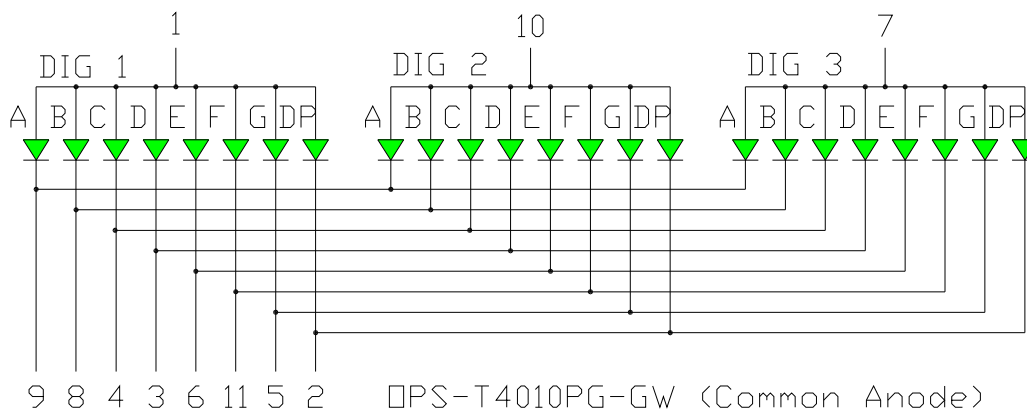 1 10 7
DIG 1 DIG 2 DIG 3
A B C D E F G DP A B C D E F G DP A B C D E F G DP
9 8 4 3 6 11 5 2 OPS-T4010PG-GW (Common Anode)